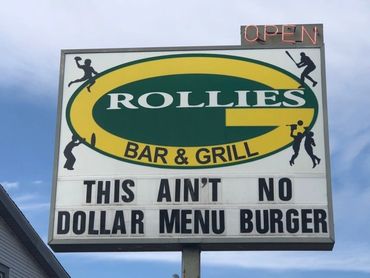 OPEN
ROLLIES
BAR & GRILL
THIS AIN'T NO
DOLLAR MENU BURGER